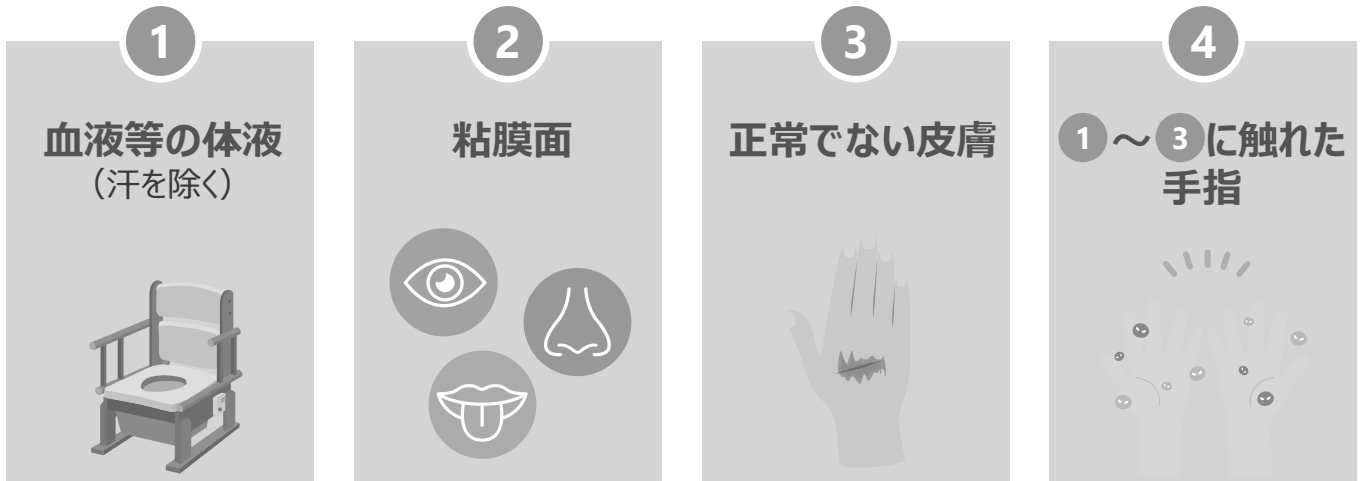 1
血液等の体液
（汗を除く）
2
粘膜面
3
正常でない皮膚
4
1～3に触れた
手指